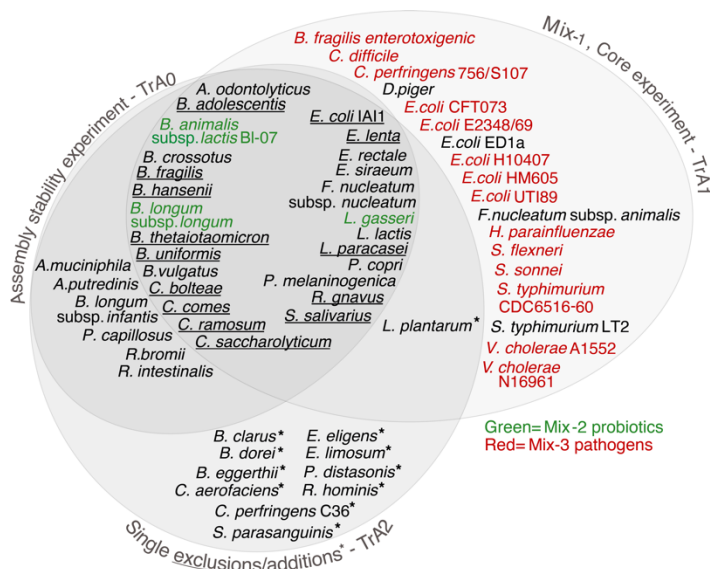 Assembly stability experiment - TrA0
Mix-1, Core experiment - TrA1
Single exclusions/additions* - TrA2
B. fragilis enterotoxigenic
C. difficile
C. perfringens 756/S107
D.piger
E.coli CFT073
E.coli E2348/69
E.coli ED1a
E.coli H10407
E.coli HM605
E.coli UTI89
F.nucleatum subsp. animalis
H. parainfluenzae
S. flexneri
S. sonnei
S. typhimurium
CDC6516-60
S. typhimurium LT2
V. cholerae A1552
V. cholerae
N16961
A. odontolyticus
B. adolescentis
B. animalis
subsp. lactis BI-07
B. crossotus
B. fragilis
B. hansenii
B. longum
subsp. longum
B. thetaiotaomicron
B. uniformis
B.vulgatus
C. bolteae
C. comes
C. ramosum
C. saccharolyticum
E. coli IAI1
E. lenta
E. rectale
E. siraeum
F. nucleatum
subsp. nucleatum
L. gasseri
L. lactis
L. paracasei
P. copri
P. melaninogenica
R. gnavus
S. salivarius
A.muciniphila
A.putredinis
B. longum
subsp. infantis
P. capillosus
R.bromii
R. intestinalis
L. plantarum*
B. clarus*
B. dorei*
B. eggerthii*
C. aerofaciens*
E. eligens*
E. limosum*
P. distasonis*
R. hominis*
C. perfringens C36*
S. parasanguinis*
Green= Mix-2 probiotics
Red= Mix-3 pathogens